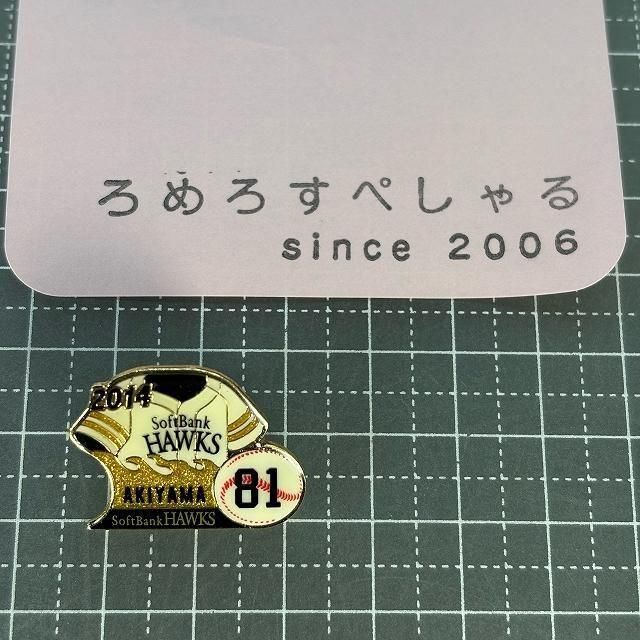 ろめろすぺしゃる
since 2006
2014
SoftBank
HAWKS
AKIYAMA
81
SoftBank HAWKS